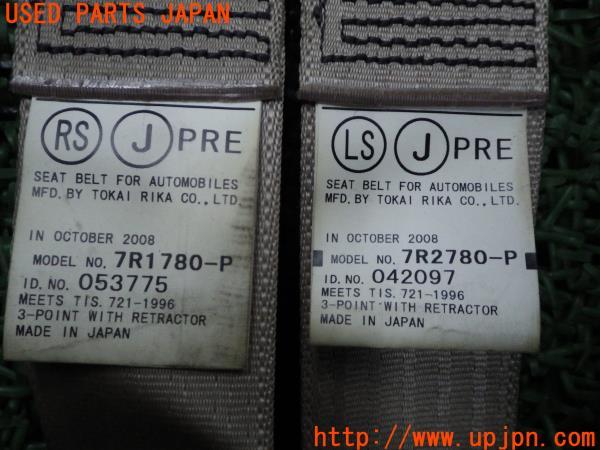 USED PARTS JAPAN
RS J PRE
SEAT BELT FOR AUTOMOBILES
MFD. BY TOKAI RIKA CO., LTD.
IN OCTOBER 2008
MODEL NO. 7R1780-P
I D. NO. 053775
MEETS TIS. 721-1996
3-POINT WITH RETRACTOR
MADE IN JAPAN
LS J PRE
SEAT BELT FOR AUTOMOBILES
MFD. BY TOKAI RIKA CO., LTD.
IN OCTOBER 2008
MODEL NO. 7R2780-P
I D. NO. 042097
MEETS TIS. 721-1996
3-POINT WITH RETRACTOR
MADE IN JAPAN
UPJ http://www.upjpn.com/